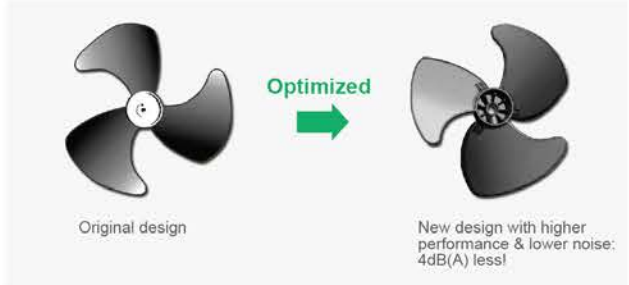 Optimized
Original design
New design with higher
performance & lower noise:
4dB(A) less!